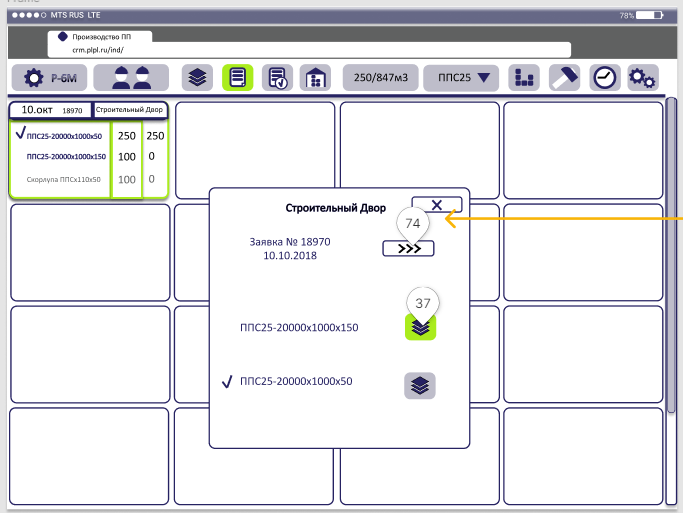 Frame
MTS RUS LTE
78%
Производство ПП
crm.plpl.ru/ind/
Р-6М
250/847м3
ППС25
10.окт 18970 Строительный Двор
ППС25-20000х1000х50 250 250
ППС25-20000х1000х150 100 0
Скорлупа ППСх110х50 100 0
Строительный Двор
X
74
Заявка № 18970
>>>
10.10.2018
37
ППС25-20000х1000х150
ППС25-20000х1000х50